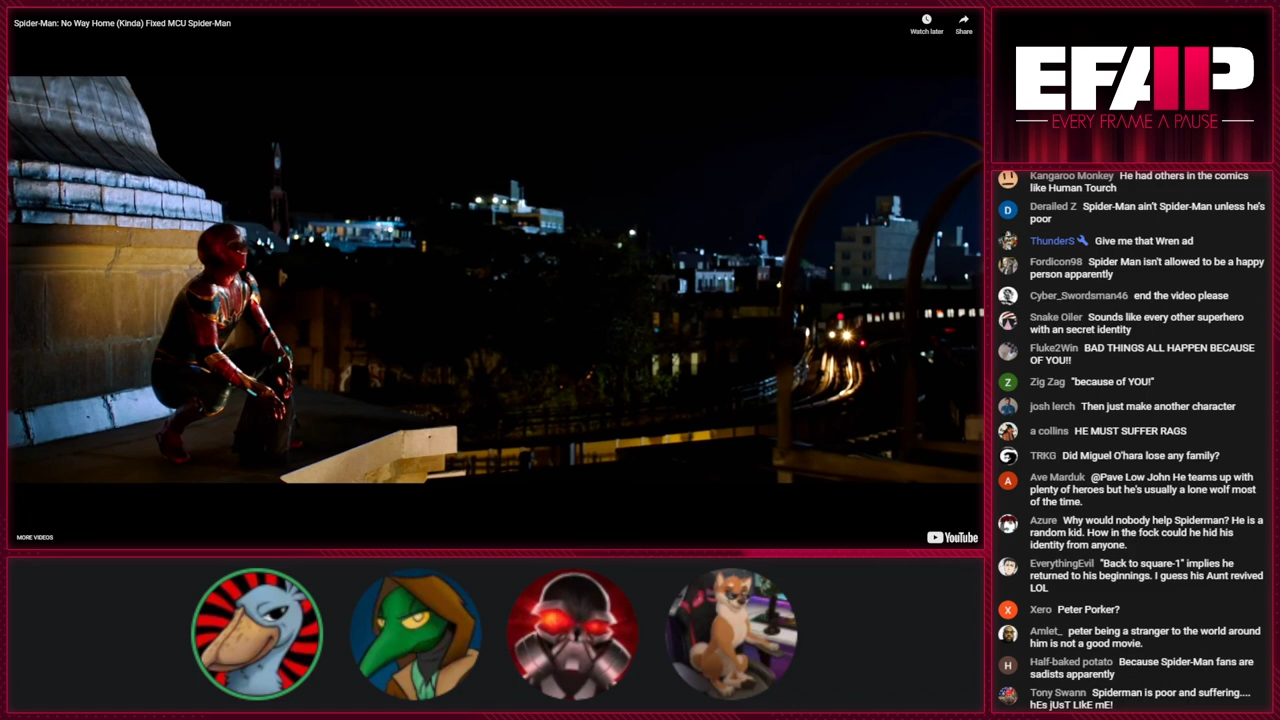 Spider-Man: No Way Home (Kinda) Fixed MCU Spider-Man
Watch later
Share
MORE VIDEOS
YouTube
EFAP
EVERY FRAME A PAUSE
Kangaroo Monkey He had others in the comics
like Human Tourch
D
Derailed Z Spider-Man ain't Spider-Man unless he's
poor
ThunderS Give me that Wren ad
Fordicon98 Spider Man isn't allowed to be a happy
person apparently
Cyber_Swordsman46 end the video please
Snake Oiler Sounds like every other superhero
with an secret identity
Fluke2Win BAD THINGS ALL HAPPEN BECAUSE
OF YOU!!
Z
Zig Zag "because of YOU!"
josh lerch Then just make another character
a collins HE MUST SUFFER RAGS
TRKG Did Miguel O'hara lose any family?
A
Ave Marduk @Pave Low John He teams up with
plenty of heroes but he's usually a lone wolf most
of the time.
Azure Why would nobody help Spiderman? He is a
random kid. How in the fock could he hid his
identity from anyone.
EverythingEvil "Back to square-1" implies he
returned to his beginnings. I guess his Aunt revived
LOL
X
Xero Peter Porker?
Amlet_ peter being a stranger to the world around
him is not a good movie.
H
Half-baked potato Because Spider-Man fans are
sadists apparently
Tony Swann Spiderman is poor and suffering....
hEs jUsT LIkE mE!